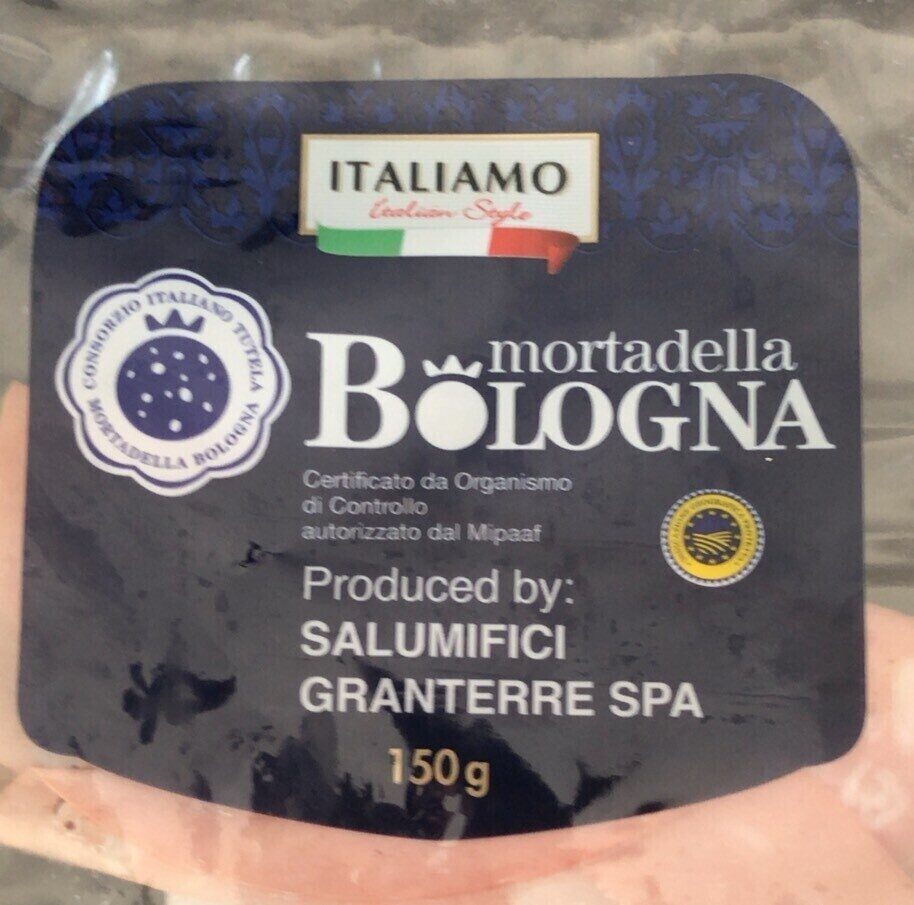 ITALIAMO
Italian Style
CONSORZIO ITALIANO TUTELA
MORTADELLA BOLOGNA
mortadella
BOLOGNA
Certificato da Organismo
di Controllo
autorizzato dal Mipaaf
Produced by:
SALUMIFICI
GRANTERRE SPA
150g